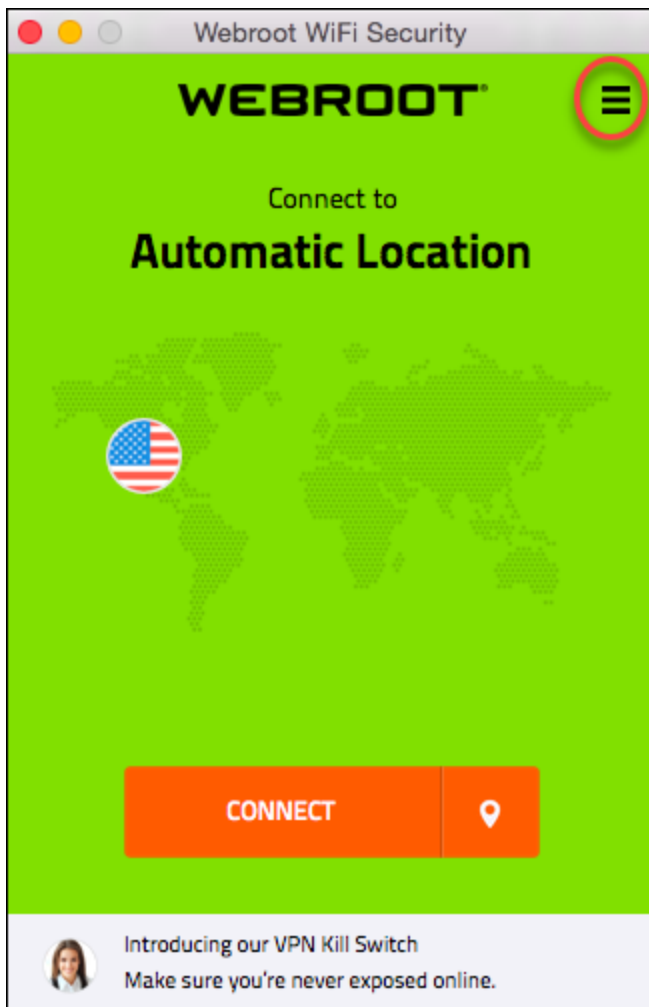 Webroot WiFi Security
WEBROOT®
Connect to
Automatic Location
CONNECT
Introducing our VPN Kill Switch
Make sure you're never exposed online.